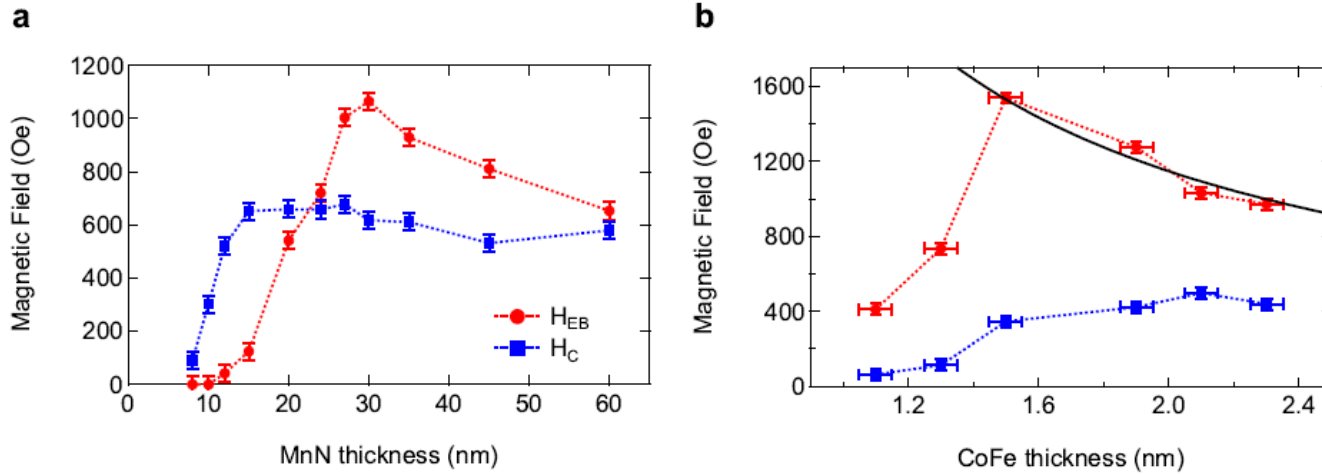 a
1200
1000
800
600
400
200
0
0 10 20 30 40 50 60
Magnetic Field (Oe)
MnN thickness (nm)
H_EB
H_C
b
1600
1200
800
400
0
1.2 1.6 2.0 2.4
Magnetic Field (Oe)
CoFe thickness (nm)